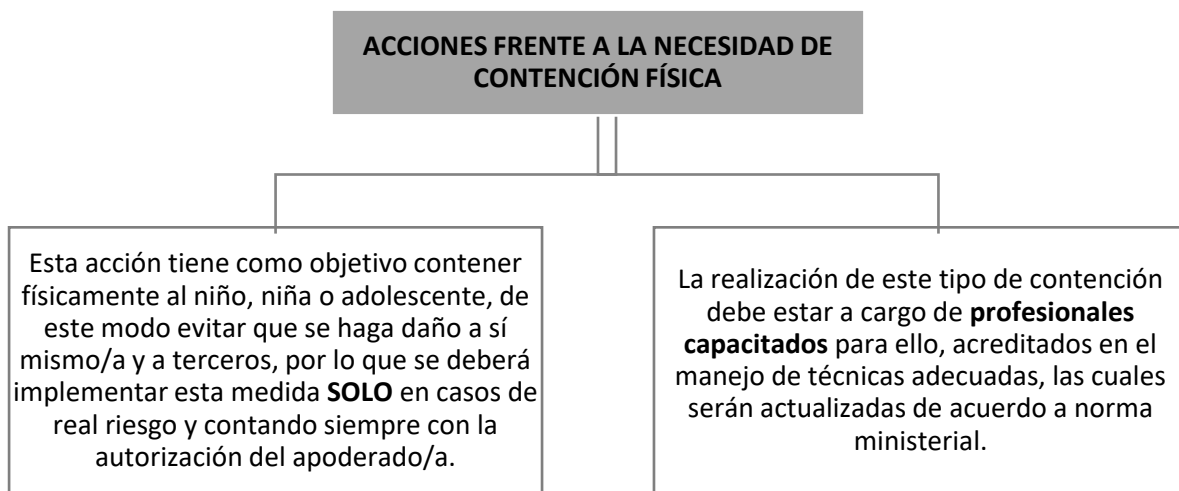 ACCIONES FRENTE A LA NECESIDAD DE
CONTENCIÓN FÍSICA
Esta acción tiene como objetivo contener
físicamente al niño, niña o adolescente, de
este modo evitar que se haga daño a sí
mismo/a y a terceros, por lo que se deberá
implementar esta medida SOLO en casos de
real riesgo y contando siempre con la
autorización del apoderado/a.
La realización de este tipo de contención
debe estar a cargo de profesionales
capacitados para ello, acreditados en el
manejo de técnicas adecuadas, las cuales
serán actualizadas de acuerdo a norma
ministerial.